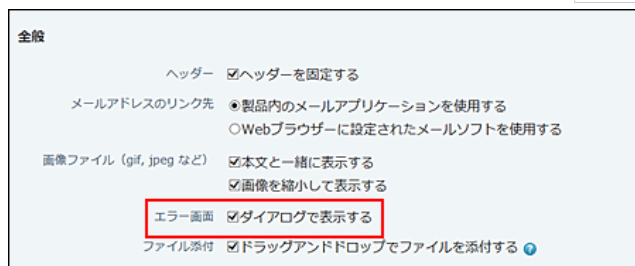 全般
ヘッダー ヘッダーを固定する
メールアドレスのリンク先 製品内のメールアプリケーションを使用する
Webブラウザーに設定されたメールソフトを使用する
画像ファイル（gif, jpeg など） 本文と一緒に表示する
画像を縮小して表示する
エラー画面 ダイアログで表示する
ファイル添付 ドラッグアンドドロップでファイルを添付する ?